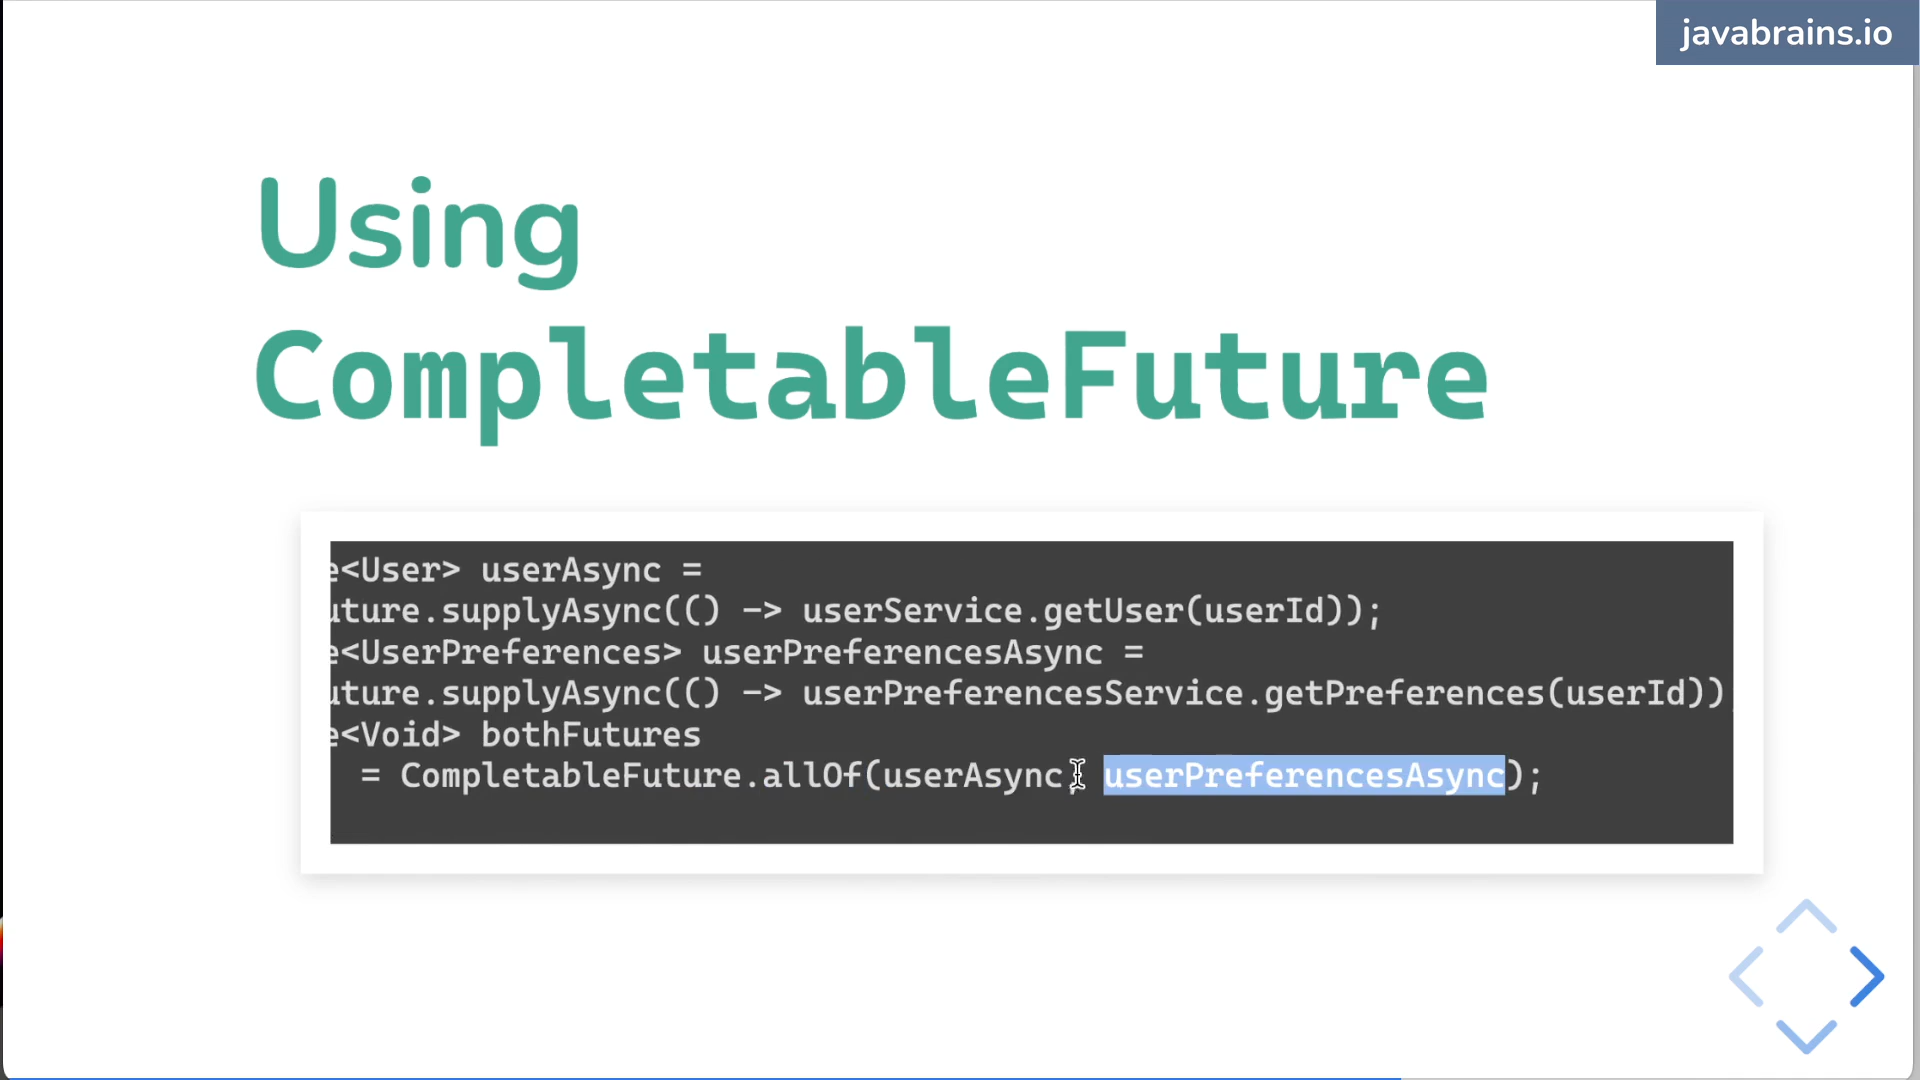 javabrains.io
Using
CompletableFuture
e<User> userAsync =
uture.supplyAsync(() -> userService.getUser(userId));
e<UserPreferences> userPreferencesAsync =
uture.supplyAsync(() -> userPreferencesService.getPreferences(userId))
e<Void> bothFutures
= CompletableFuture.allOf(userAsync, userPreferencesAsync);